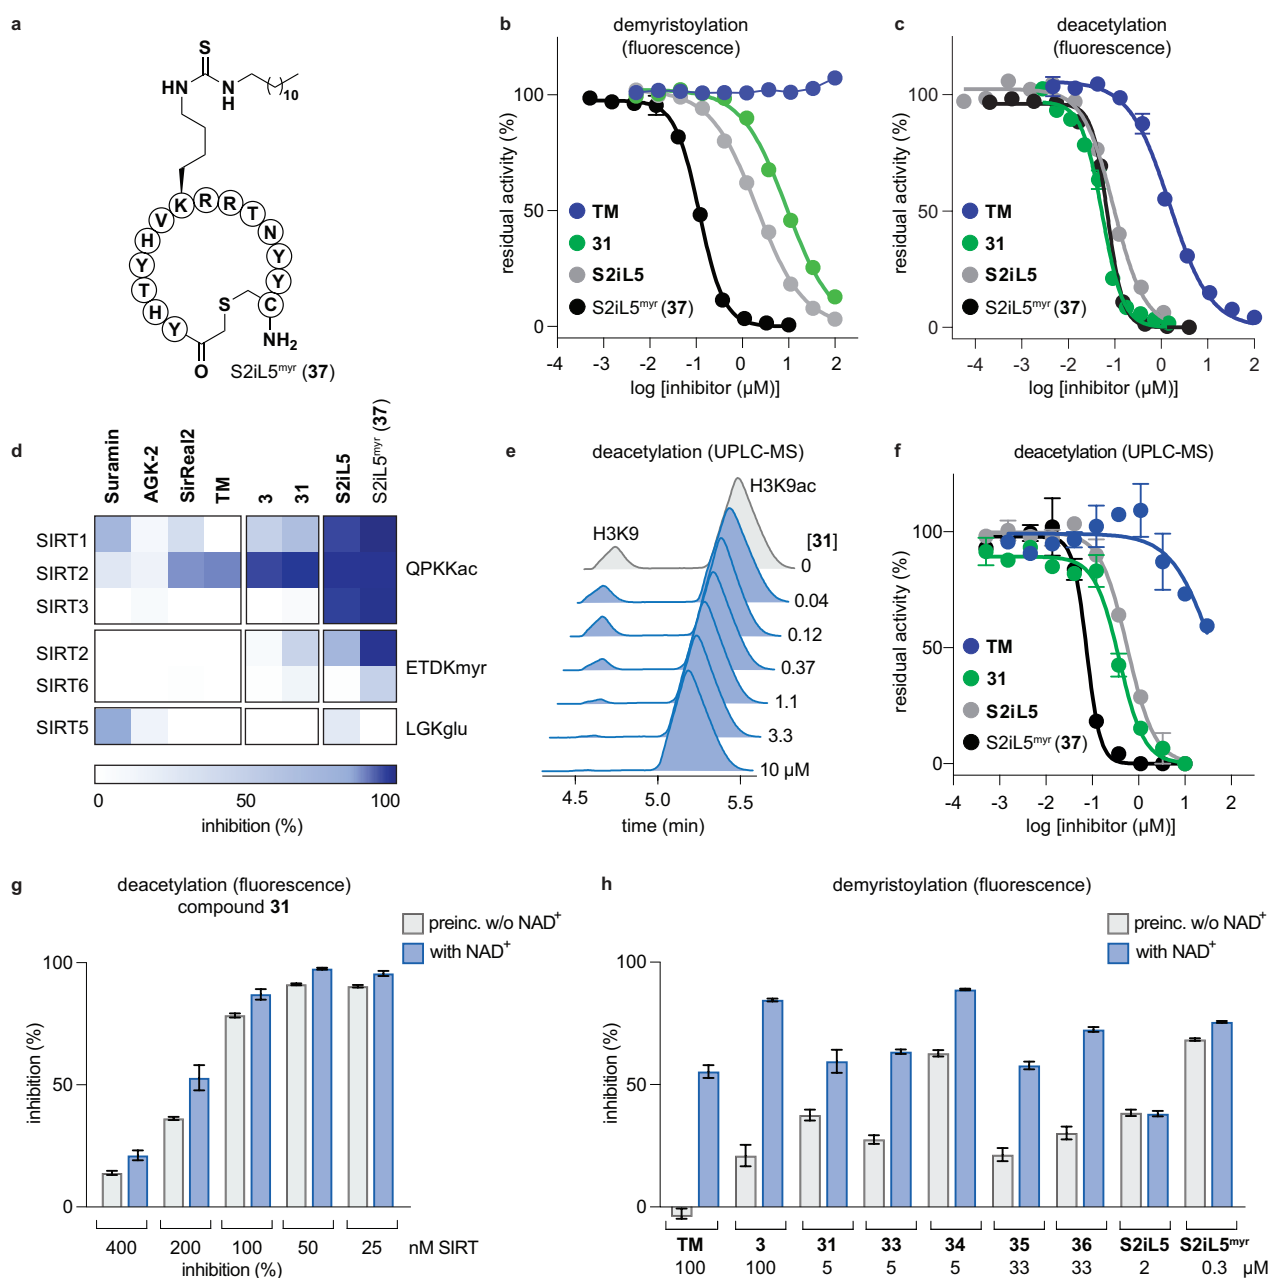 a
S
HN
N
H
10
K
R
R
T
N
Y
Y
C
V
H
Y
T
H
Y
S
NH2
O
S2iL5myr (37)
b
demyristoylation
(fluorescence)
residual activity (%)
100
50
0
TM
31
S2iL5
S2iL5myr (37)
-4 -3 -2 -1 0 1 2
log [inhibitor (µM)]
c
deacetylation
(fluorescence)
residual activity (%)
100
50
0
TM
31
S2iL5
S2iL5myr (37)
-4 -3 -2 -1 0 1 2
log [inhibitor (µM)]
d
Suramin
AGK-2
SirReal2
TM
3
31
S2iL5
S2iL5myr (37)
SIRT1
SIRT2
SIRT3
QPKKac
SIRT2
SIRT6
ETDKmyr
SIRT5
LGKglu
0 50 100
inhibition (%)
e
deacetylation (UPLC-MS)
H3K9ac
H3K9
[31]
0
0.04
0.12
0.37
1.1
3.3
10 µM
4.5 5.0 5.5
time (min)
f
deacetylation (UPLC-MS)
residual activity (%)
100
50
0
TM
31
S2iL5
S2iL5myr (37)
-4 -3 -2 -1 0 1 2
log [inhibitor (µM)]
g
deacetylation (fluorescence)
compound 31
preinc. w/o NAD+
with NAD+
inhibition (%)
100
50
0
400 200 100 50 25 nM SIRT
inhibition (%)
h
demyristoylation (fluorescence)
preinc. w/o NAD+
with NAD+
inhibition (%)
100
50
0
TM 3 31 33 34 35 36 S2iL5 S2iL5myr
100 100 5 5 5 33 33 2 0.3 µM